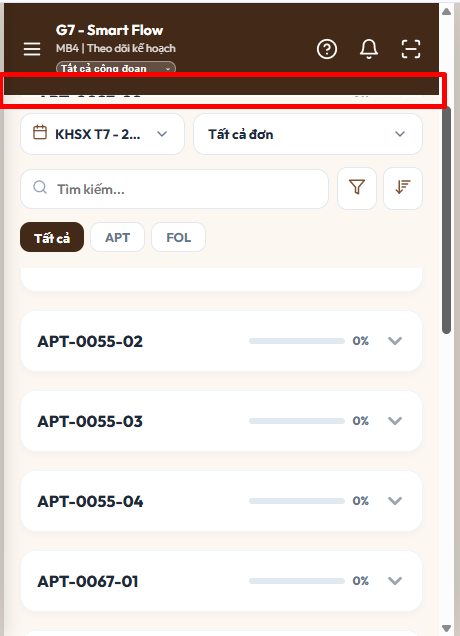 G7 - Smart Flow
MB4 | Theo dõi kế hoạch
Tất cả công đoạn
KHSX T7 - 2...
Tất cả đơn
Tìm kiếm...
Tất cả
APT
FOL
APT-0055-02
0%
APT-0055-03
0%
APT-0055-04
0%
APT-0067-01
0%